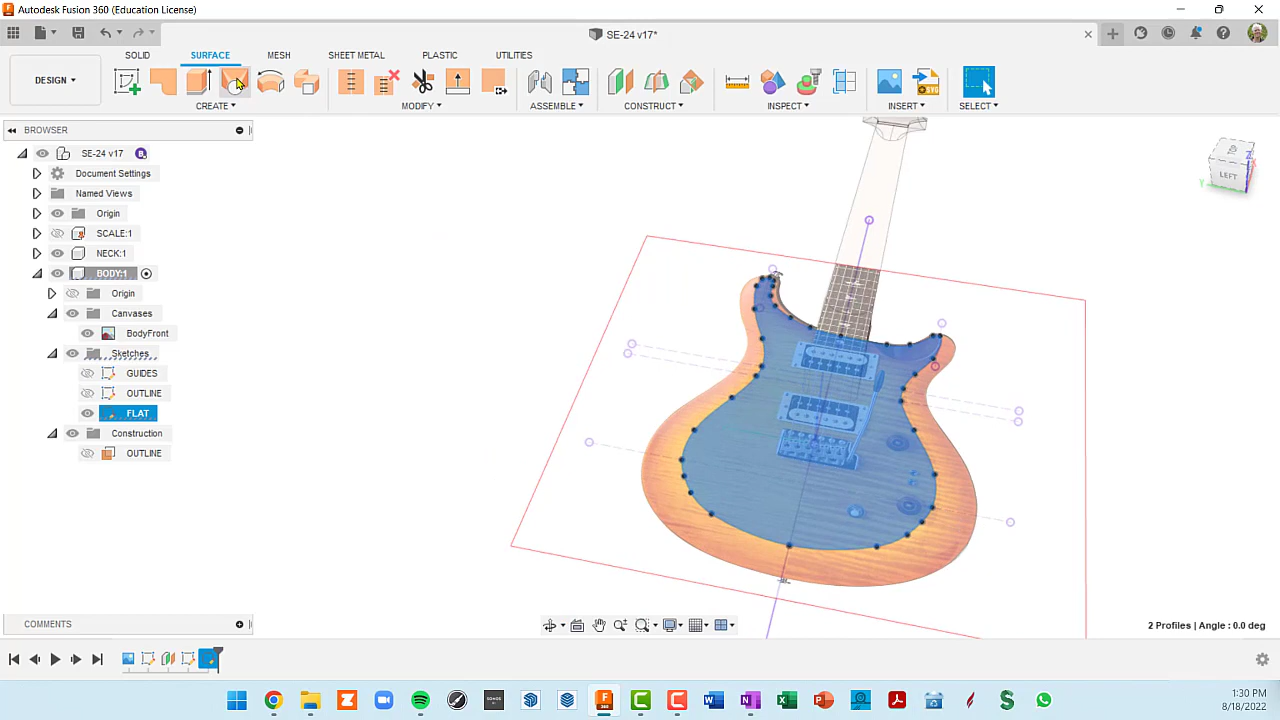 Autodesk Fusion 360 (Education License)
SE-24 v17*
DESIGN
SOLID SURFACE MESH SHEET METAL PLASTIC UTILITIES
CREATE MODIFY ASSEMBLE CONSTRUCT INSPECT INSERT SELECT
SVG
BROWSER
SE-24 v17
Document Settings
Named Views
Origin
SCALE:1
NECK:1
BODY:1
Origin
Canvases
BodyFront
Sketches
GUIDES
OUTLINE
FLAT
Construction
OUTLINE
LEFT
Z
Y
COMMENTS
2 Profiles | Angle : 0.0 deg
1:30 PM
8/18/2022